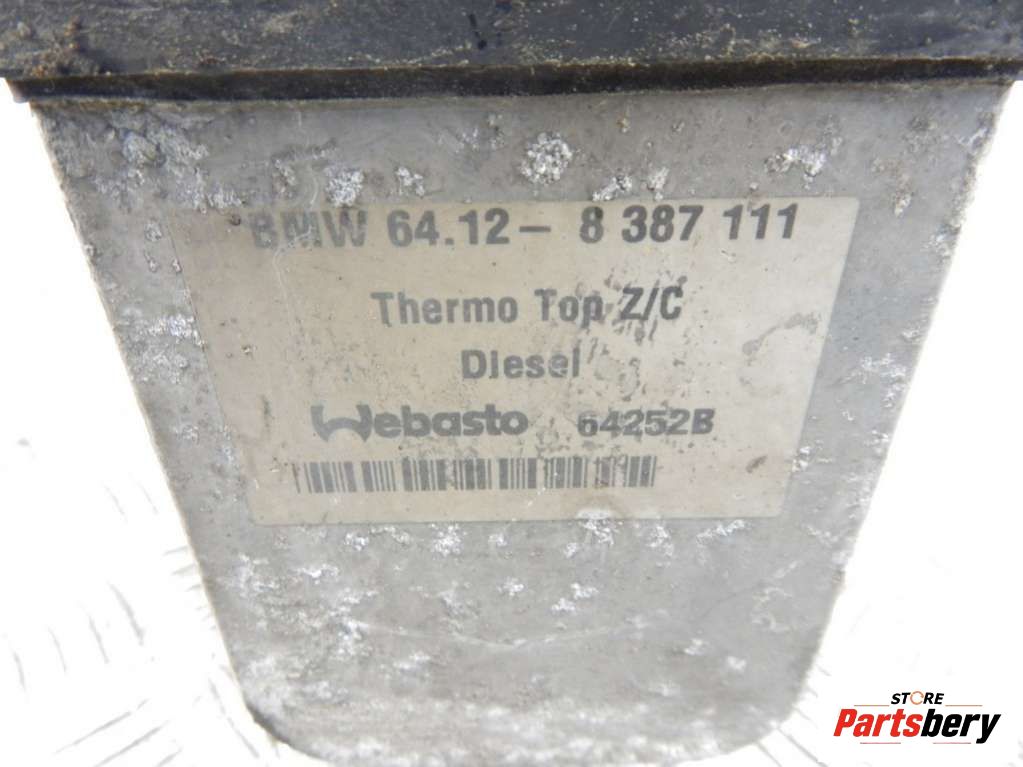 BMW 64.12 - 8 387 111
Thermo Top Z/C
Diesel
Webasto 64252B
STORE
Partsbery